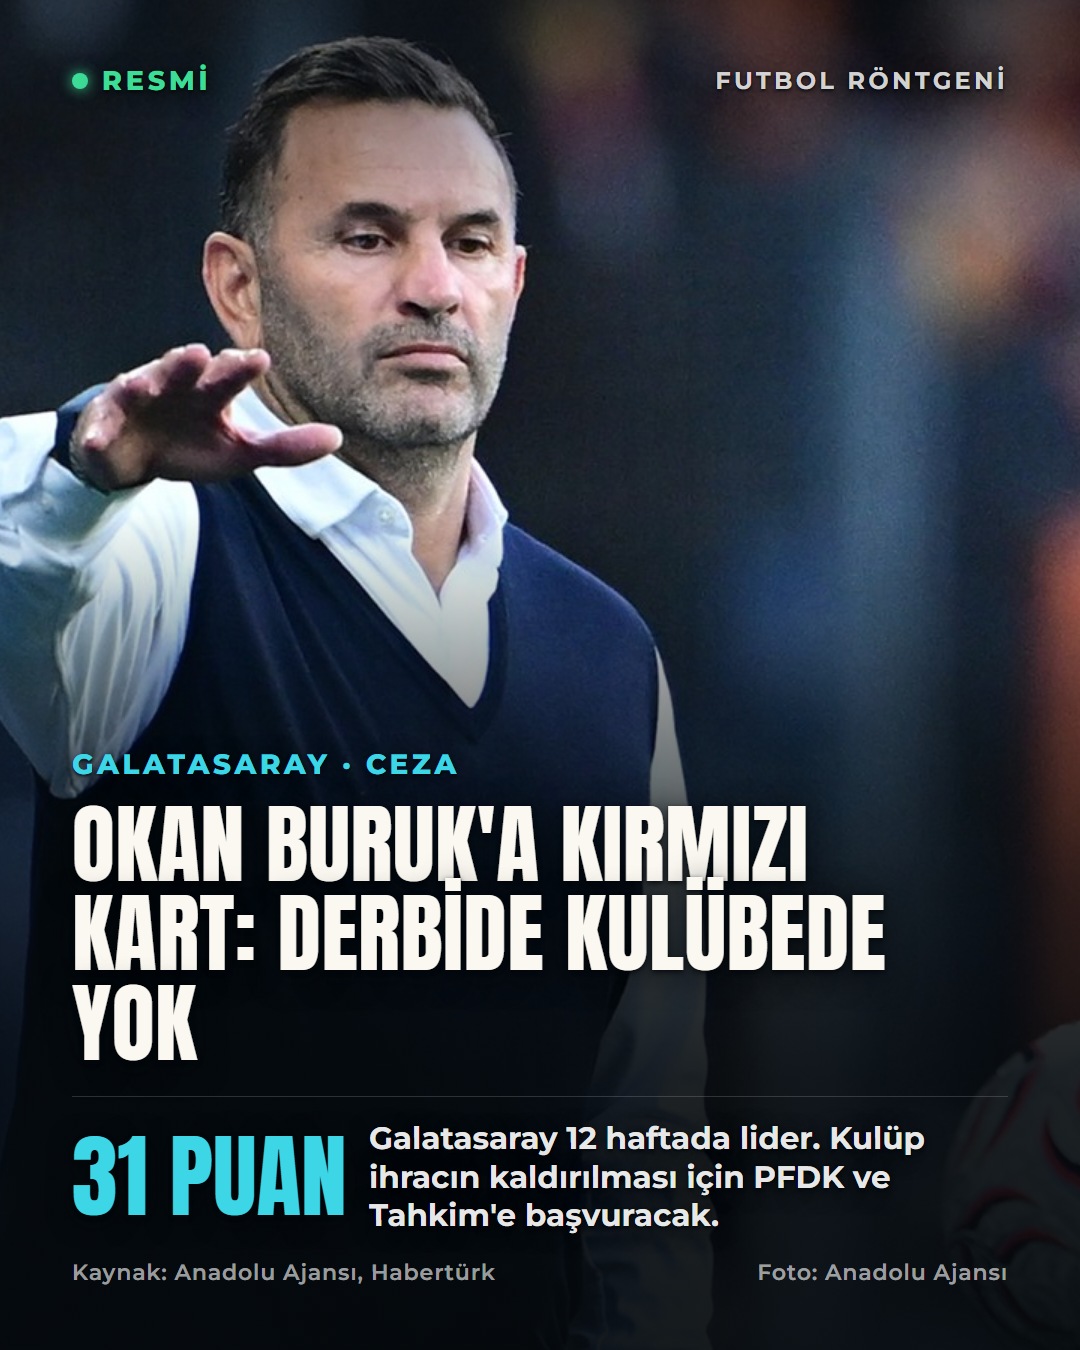 RESMİ
FUTBOL RÖNTGENİ
GALATASARAY · CEZA
OKAN BURUK'A KIRMIZI
KART: DERBİDE KULÜBEDE
YOK
31 PUAN
Galatasaray 12 haftada lider. Kulüp
ihracın kaldırılması için PFDK ve
Tahkim'e başvuracak.
Kaynak: Anadolu Ajansı, Habertürk
Foto: Anadolu Ajansı